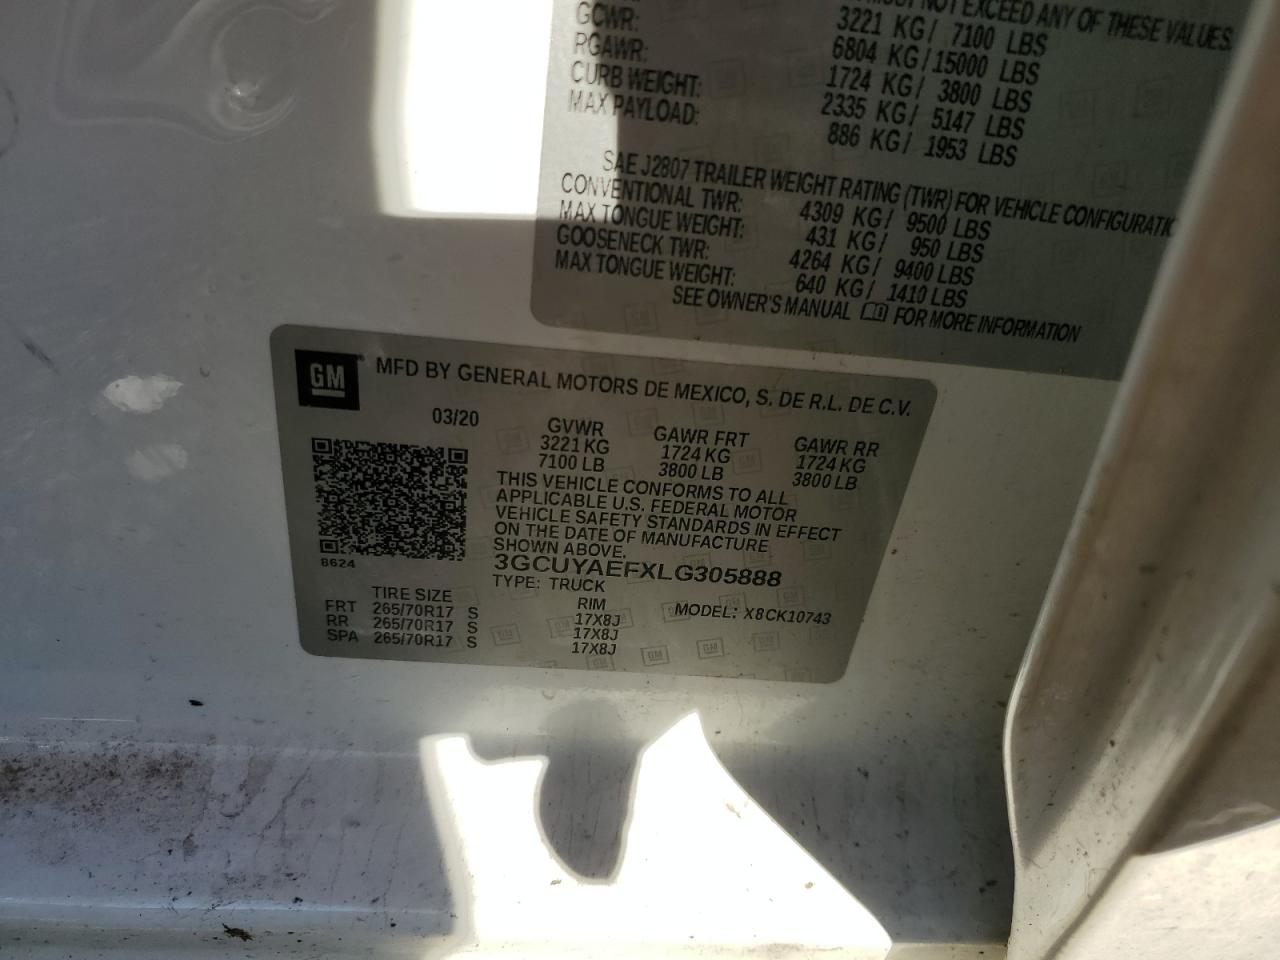 NOT EXCEED ANY OF THESE VALUES.
GCWR: 3221 KG/ 7100 LBS
RGAWR: 6804 KG/15000 LBS
CURB WEIGHT: 1724 KG/ 3800 LBS
MAX PAYLOAD: 2335 KG/ 5147 LBS
886 KG/ 1953 LBS
SAE J2807 TRAILER WEIGHT RATING (TWR) FOR VEHICLE CONFIGURATIO
CONVENTIONAL TWR: 4309 KG/ 9500 LBS
MAX TONGUE WEIGHT: 431 KG/ 950 LBS
GOOSENECK TWR: 4264 KG/ 9400 LBS
MAX TONGUE WEIGHT: 640 KG/ 1410 LBS
SEE OWNER'S MANUAL FOR MORE INFORMATION
GM MFD BY GENERAL MOTORS DE MEXICO, S. DE R.L. DE C.V.
03/20 GVWR GAWR FRT GAWR RR
3221 KG 1724 KG 1724 KG
7100 LB 3800 LB 3800 LB
THIS VEHICLE CONFORMS TO ALL
APPLICABLE U.S. FEDERAL MOTOR
VEHICLE SAFETY STANDARDS IN EFFECT
ON THE DATE OF MANUFACTURE
SHOWN ABOVE.
8624
3GCUYAEFXLG305888
TYPE: TRUCK
MODEL: X8CK10743
TIRE SIZE RIM
FRT 265/70R17 S 17X8J
RR 265/70R17 S 17X8J
SPA 265/70R17 S 17X8J